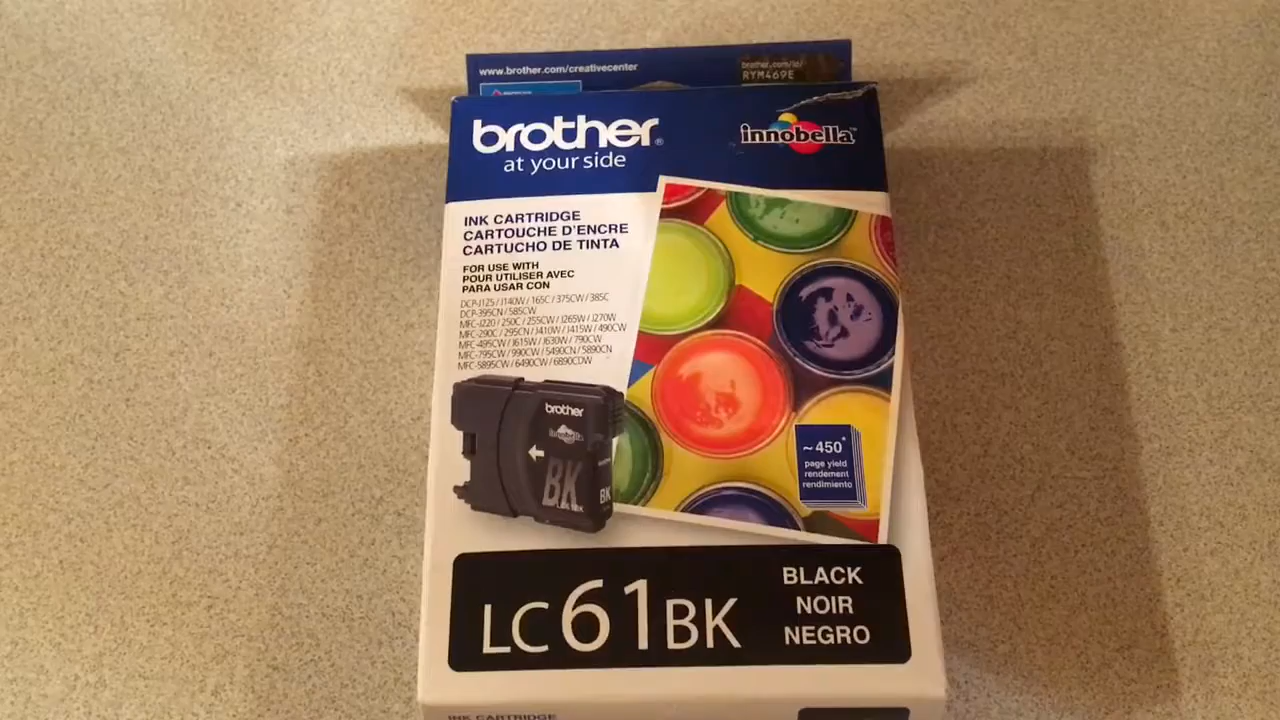 www.brother.com/creativecenter
brother.com/id/
RYM469E
brother®
at your side
innobella™
INK CARTRIDGE
CARTOUCHE D'ENCRE
CARTUCHO DE TINTA
FOR USE WITH
POUR UTILISER AVEC
PARA USAR CON
DCP-J125 / J140W / 165C / 375CW / 385C
DCP-395CN / 585CW
MFC-J220 / 250C / 255CW / J265W / J270W
MFC-290C / 295CN / J410W / J415W / 490CW
MFC-495CW / J615W / J630W / 790CW
MFC-795CW / 990CW / 5490CN / 5890CN
MFC-5895CW / 6490CW / 6890CDW
brother
innobella
BK
BK
~ 450*
page yield
rendement
rendimiento
LC61BK
BLACK
NOIR
NEGRO
INK CARTRIDGE